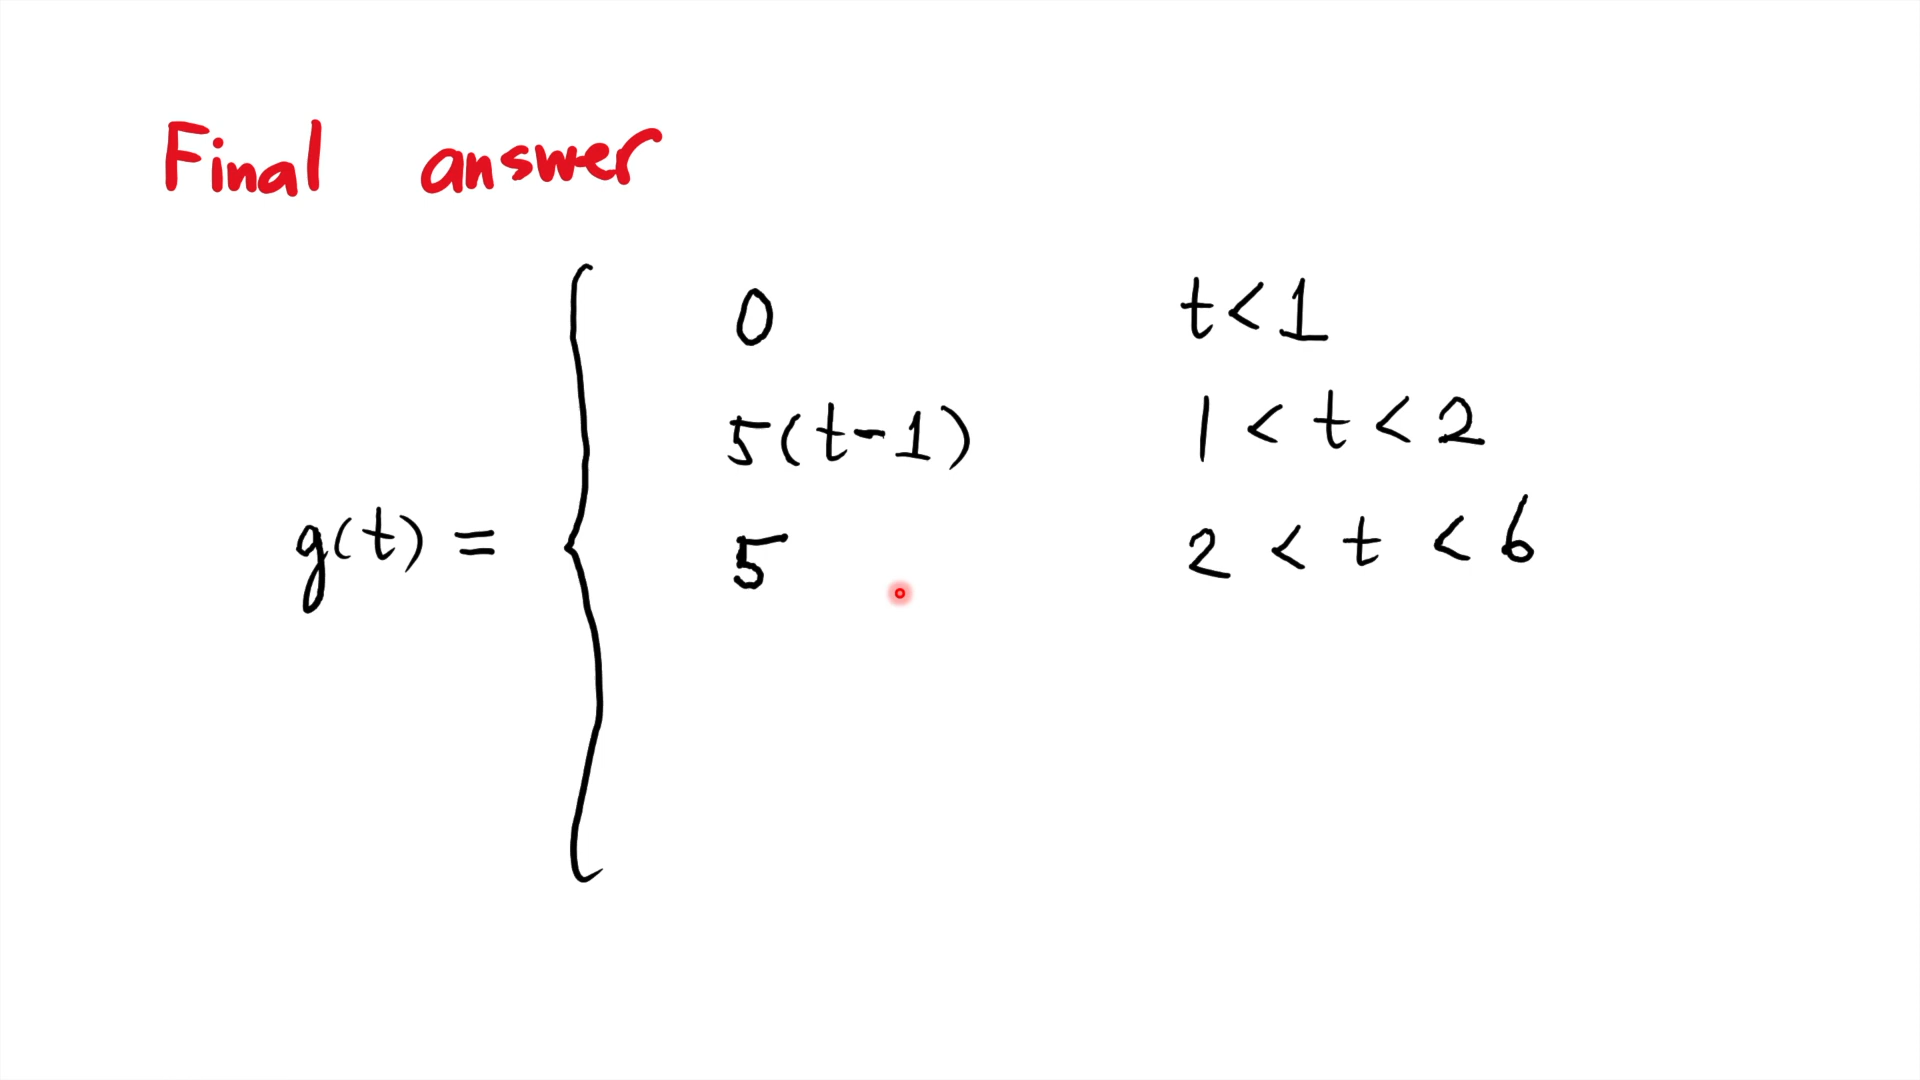 Final answer
0 t<1
5(t-1) 1 < t < 2
g(t) = { 5 2 < t < 6